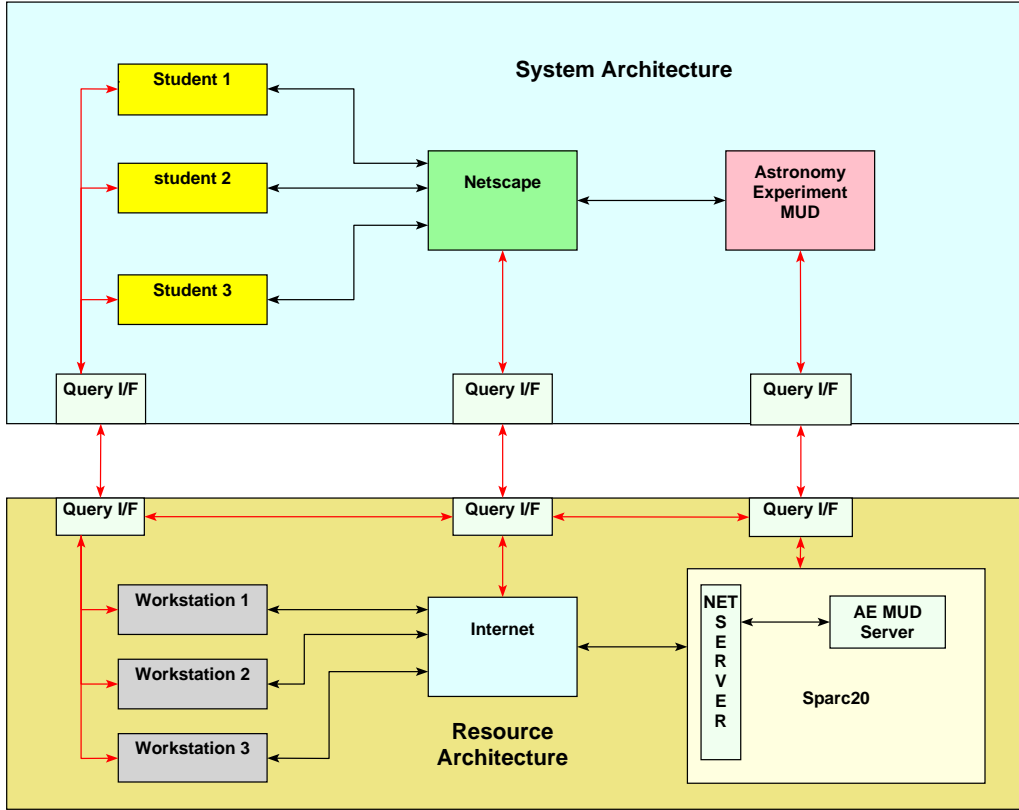 System Architecture
Student 1
student 2
Student 3
Netscape
Astronomy
Experiment
MUD
Query I/F
Query I/F
Query I/F
Query I/F
Query I/F
Query I/F
Workstation 1
Workstation 2
Workstation 3
Internet
NET
S
E
R
V
E
R
AE MUD
Server
Sparc20
Resource
Architecture